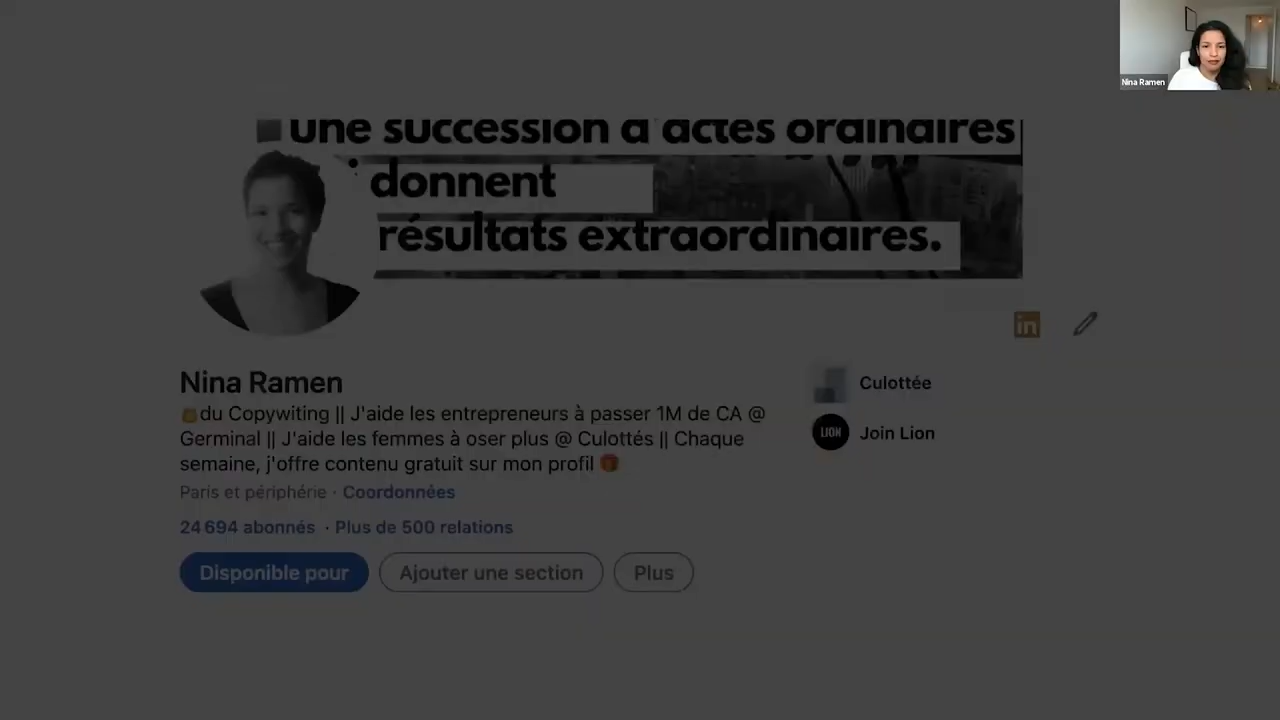 Nina Ramen
une succession d'actes ordinaires
donnent
résultats extraordinaires.
in
Nina Ramen
du Copywiting || J'aide les entrepreneurs à passer 1M de CA @
Germinal || J'aide les femmes à oser plus @ Culottés || Chaque
semaine, j'offre contenu gratuit sur mon profil
Paris et périphérie · Coordonnées
24 694 abonnés · Plus de 500 relations
Disponible pour
Ajouter une section
Plus
Culottée
LION
Join Lion